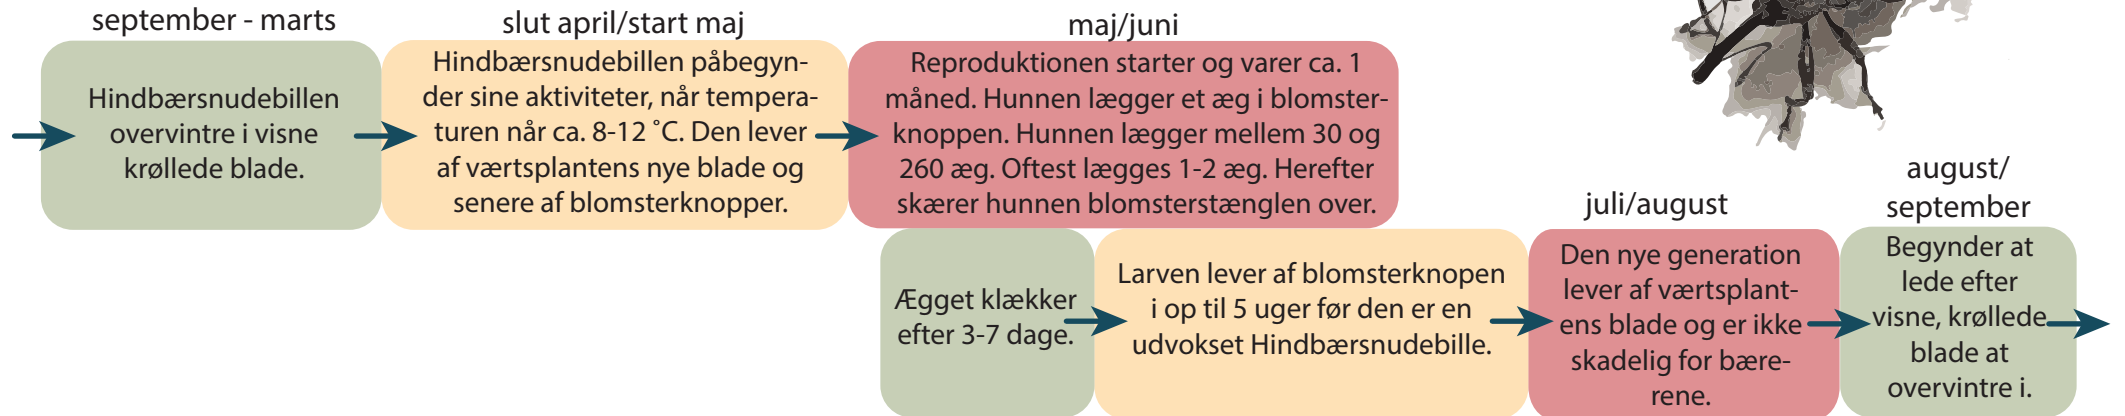 september - marts
Hindbærsnudebillen
overvintre i visne
krøllede blade.
slut april/start maj
Hindbærsnudebillen påbegyn-
der sine aktiviteter, når tempera-
turen når ca. 8-12 ˚C. Den lever
af værtsplantens nye blade og
senere af blomsterknopper.
maj/juni
Reproduktionen starter og varer ca. 1
måned. Hunnen lægger et æg i blomster-
knoppen. Hunnen lægger mellem 30 og
260 æg. Oftest lægges 1-2 æg. Herefter
skærer hunnen blomsterstænglen over.
Ægget klækker
efter 3-7 dage.
Larven lever af blomsterknopen
i op til 5 uger før den er en
udvokset Hindbærsnudebille.
juli/august
Den nye generation
lever af værtsplant-
ens blade og er ikke
skadelig for bære-
rene.
august/
september
Begynder at
lede efter
visne, krøllede
blade at
overvintre i.